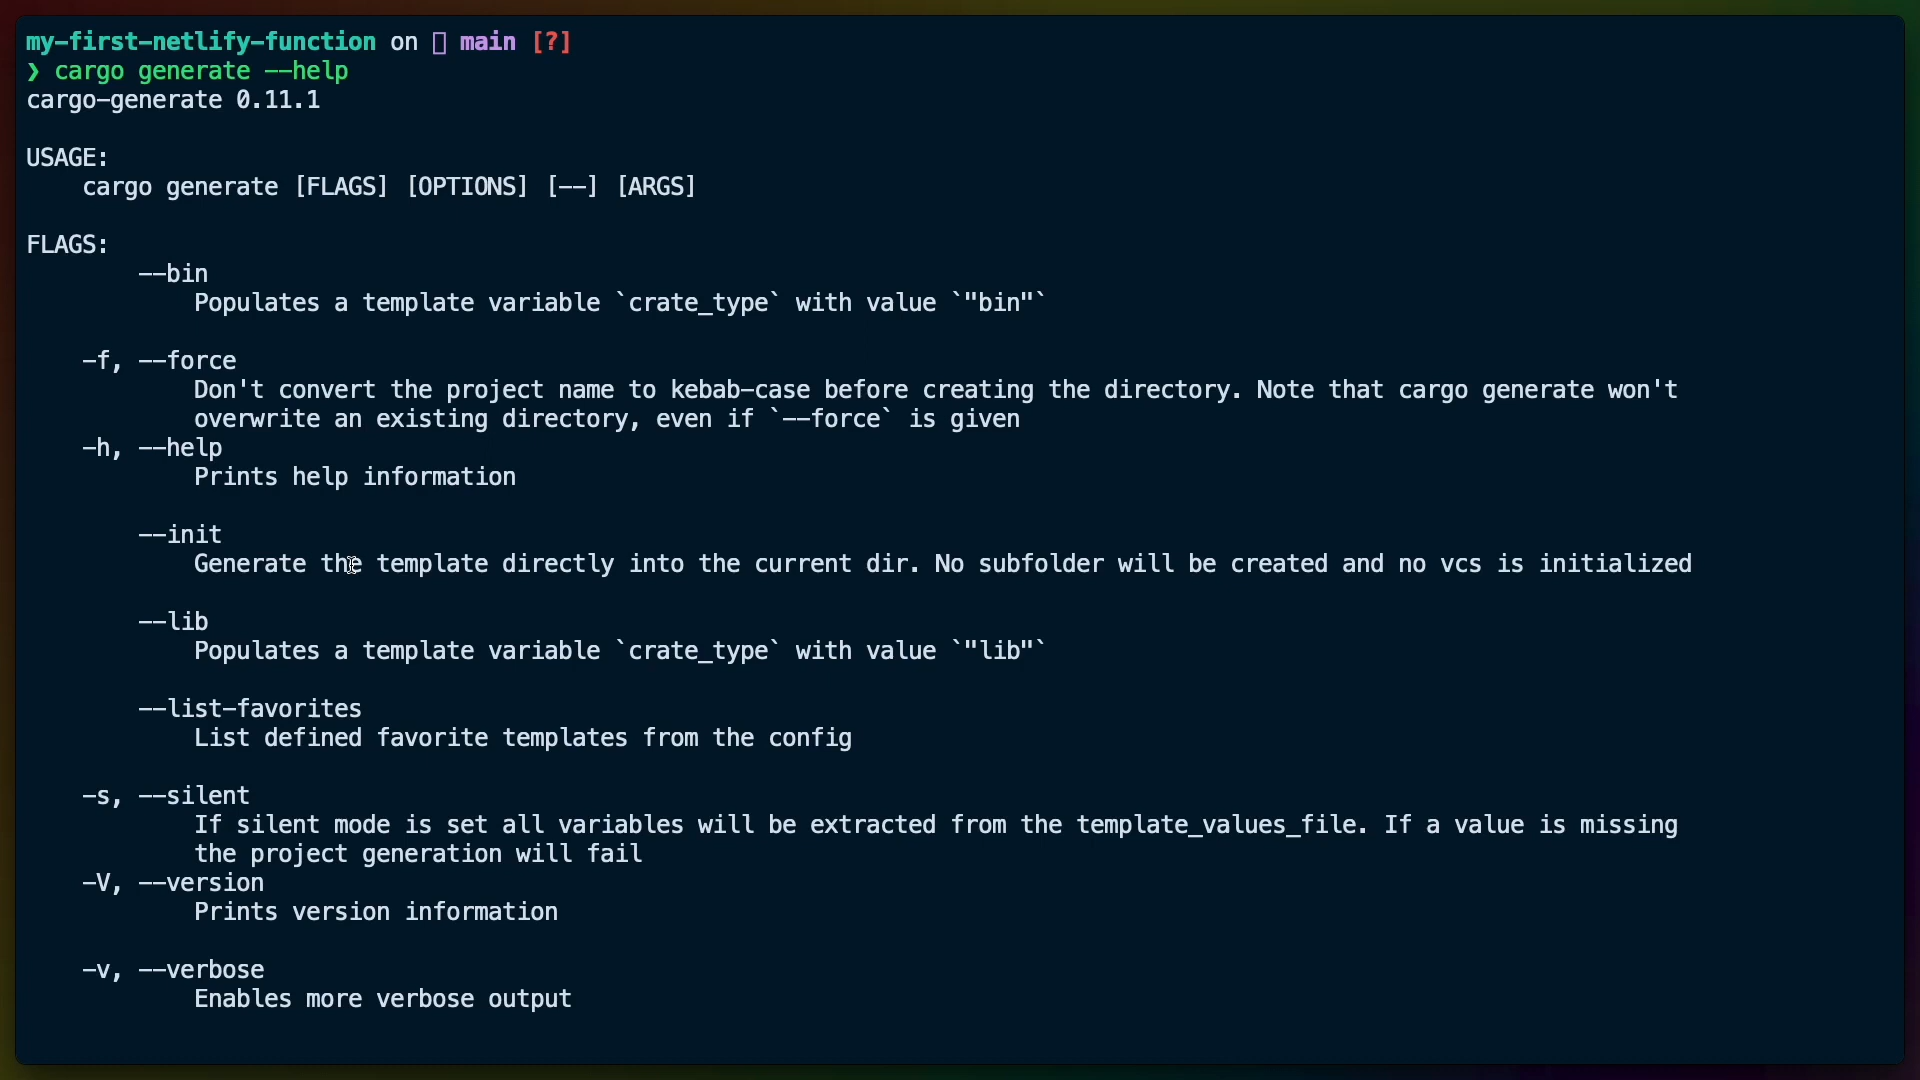 my-first-netlify-function on main [?]
❯ cargo generate --help
cargo-generate 0.11.1
USAGE:
cargo generate [FLAGS] [OPTIONS] [--] [ARGS]
FLAGS:
--bin
Populates a template variable `crate_type` with value `"bin"`
-f, --force
Don't convert the project name to kebab-case before creating the directory. Note that cargo generate won't
overwrite an existing directory, even if `--force` is given
-h, --help
Prints help information
--init
Generate the template directly into the current dir. No subfolder will be created and no vcs is initialized
--lib
Populates a template variable `crate_type` with value `"lib"`
--list-favorites
List defined favorite templates from the config
-s, --silent
If silent mode is set all variables will be extracted from the template_values_file. If a value is missing
the project generation will fail
-V, --version
Prints version information
-v, --verbose
Enables more verbose output